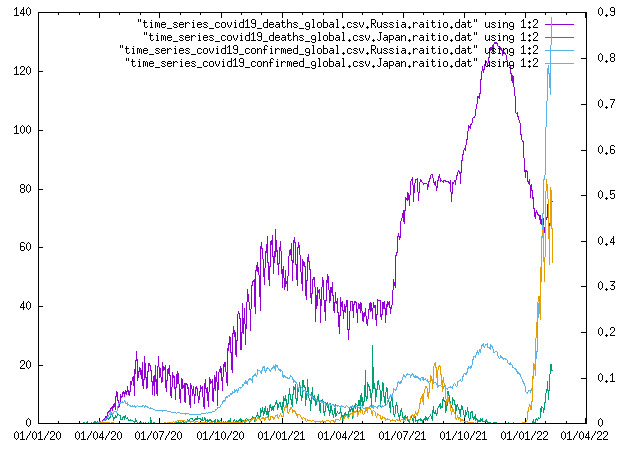 140 "time_series_covid19_deaths_global.csv.Russia.raitio.dat" using 1:2 0.9
"time_series_covid19_deaths_global.csv.Japan.raitio.dat" using 1:2
"time_series_covid19_confirmed_global.csv.Russia.raitio.dat" using 1:2
"time_series_covid19_confirmed_global.csv.Japan.raitio.dat" using 1:2
120 0.8
100 0.7
0.6
80 0.5
60 0.4
0.3
40 0.2
20 0.1
0 0
01/01/20 01/04/20 01/07/20 01/10/20 01/01/21 01/04/21 01/07/21 01/10/21 01/01/22 01/04/22